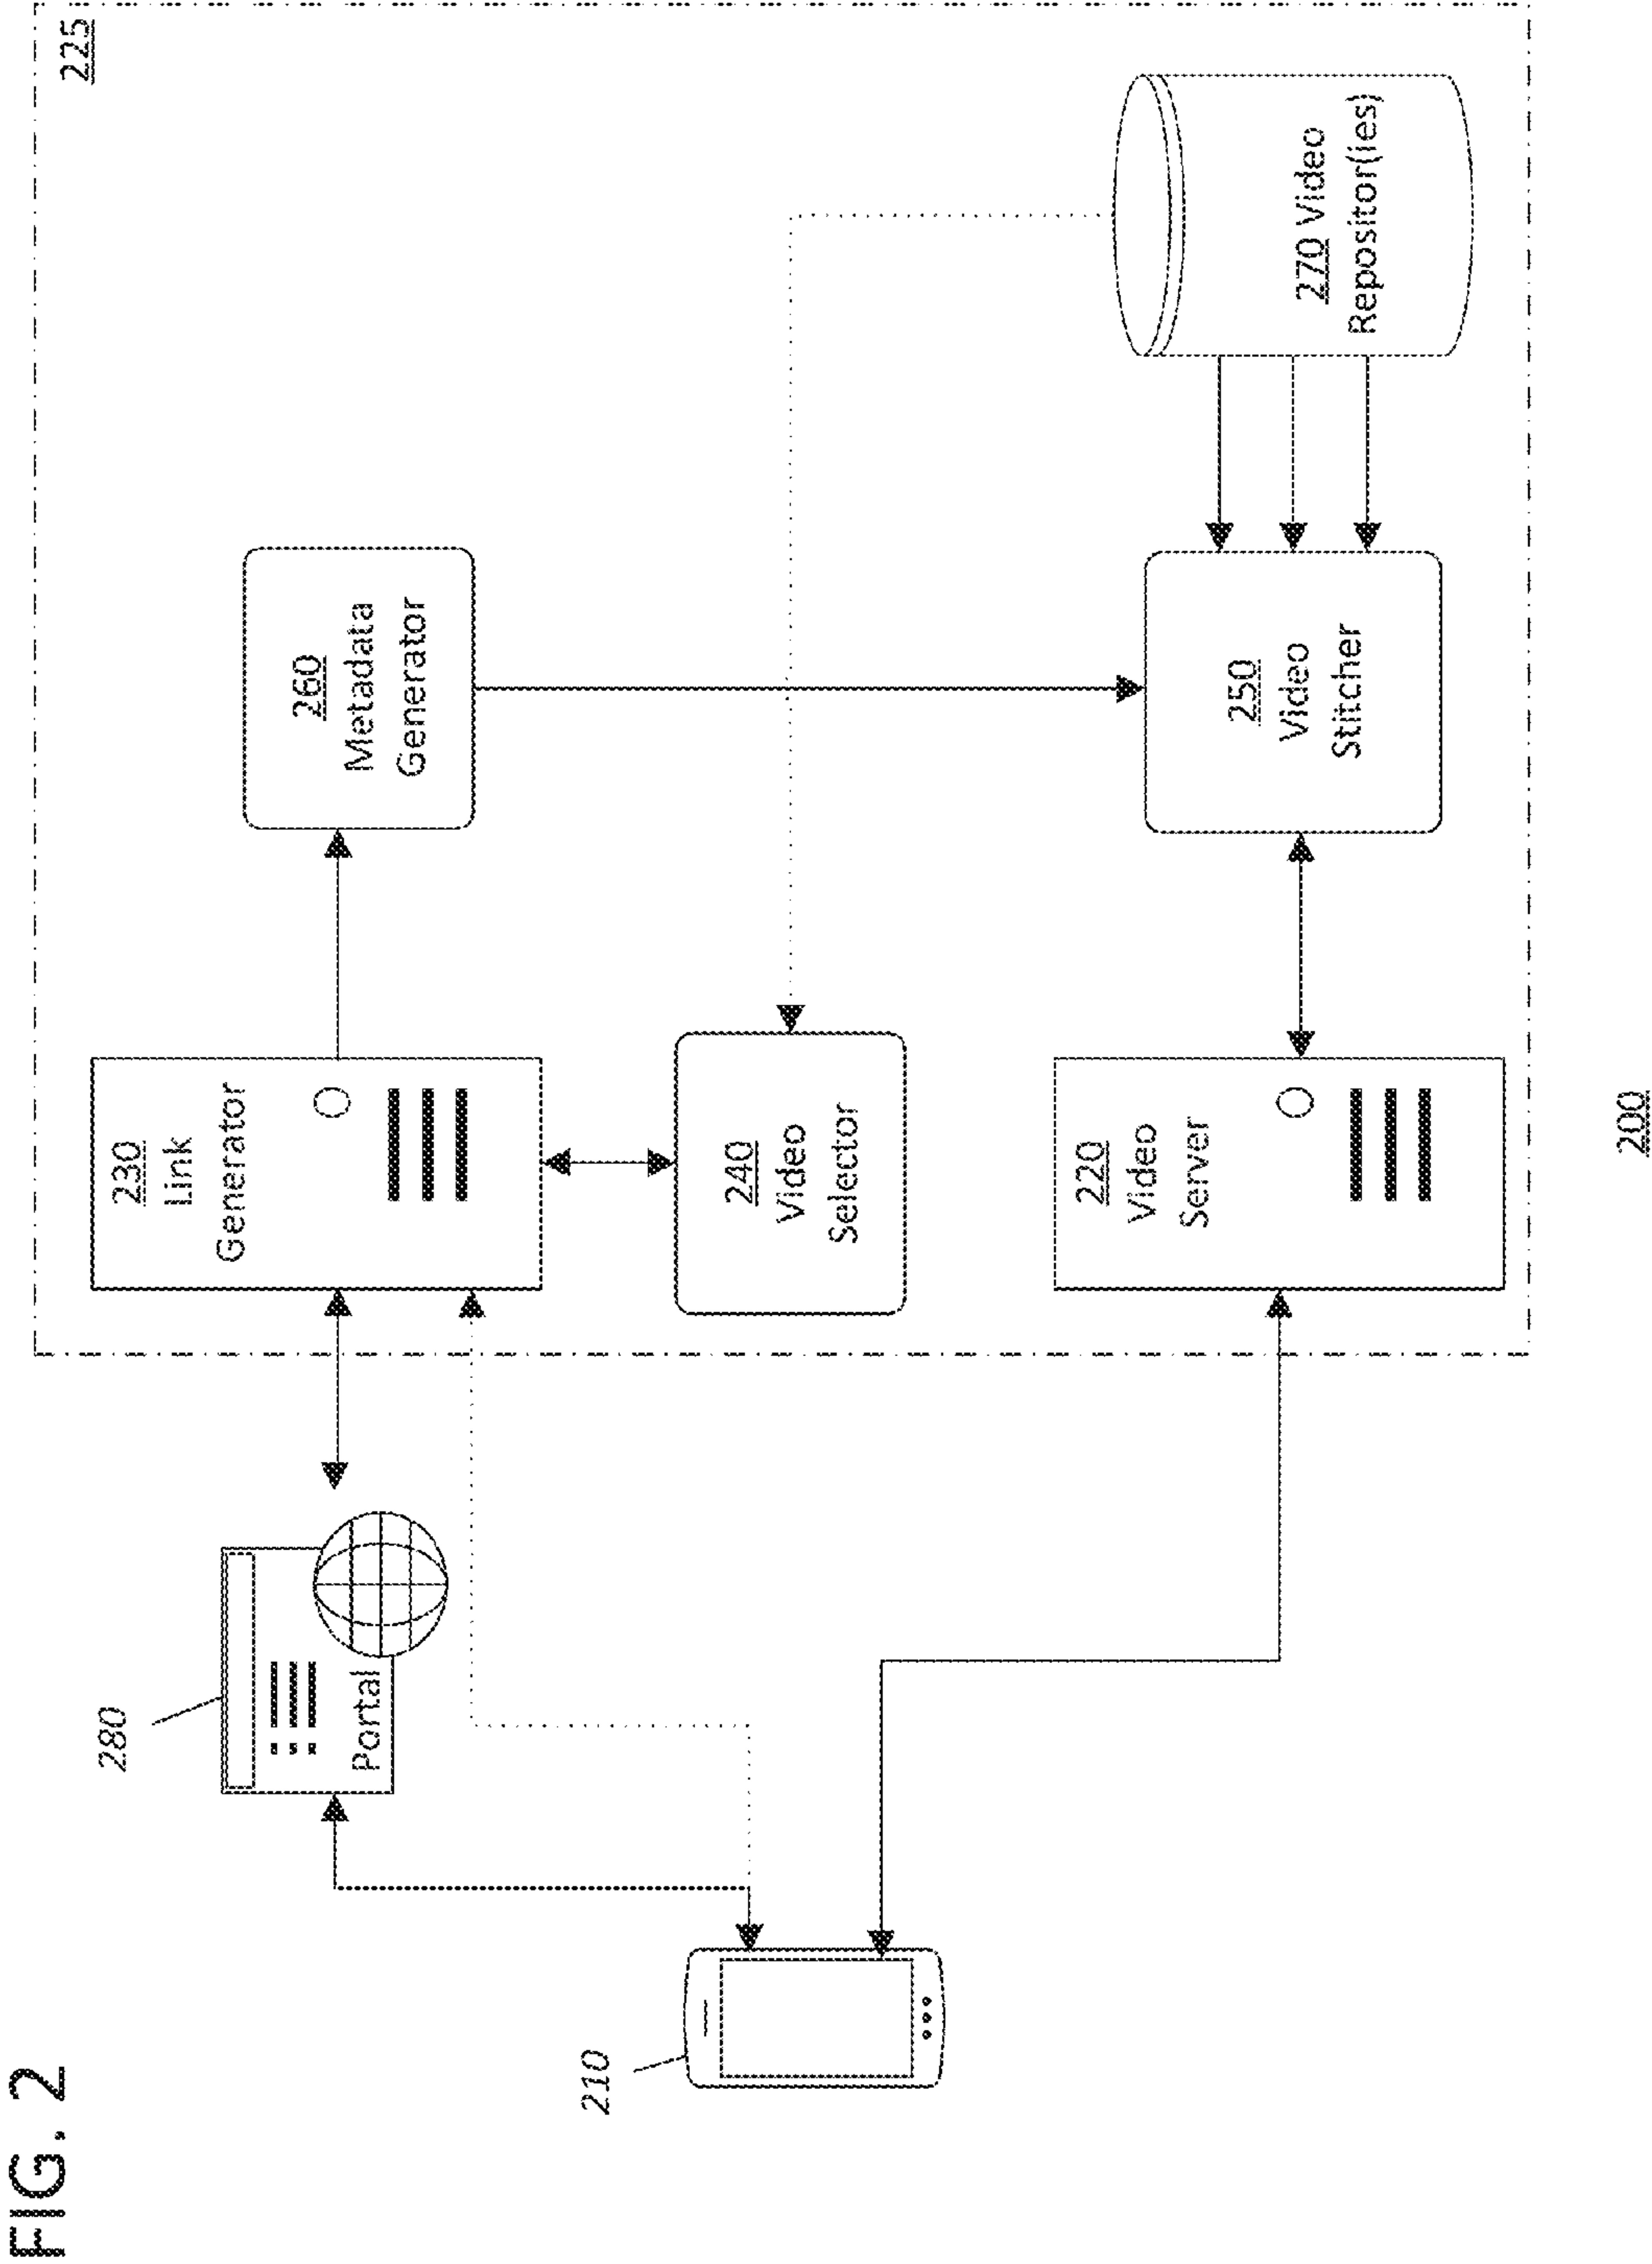 FIG. 2
225
280
Portal
230
Link
Generator
260
Metadata
Generator
210
240
Video
Selector
220
Video
Server
250
Video
Stitcher
270 Video
Repositor(ies)
200